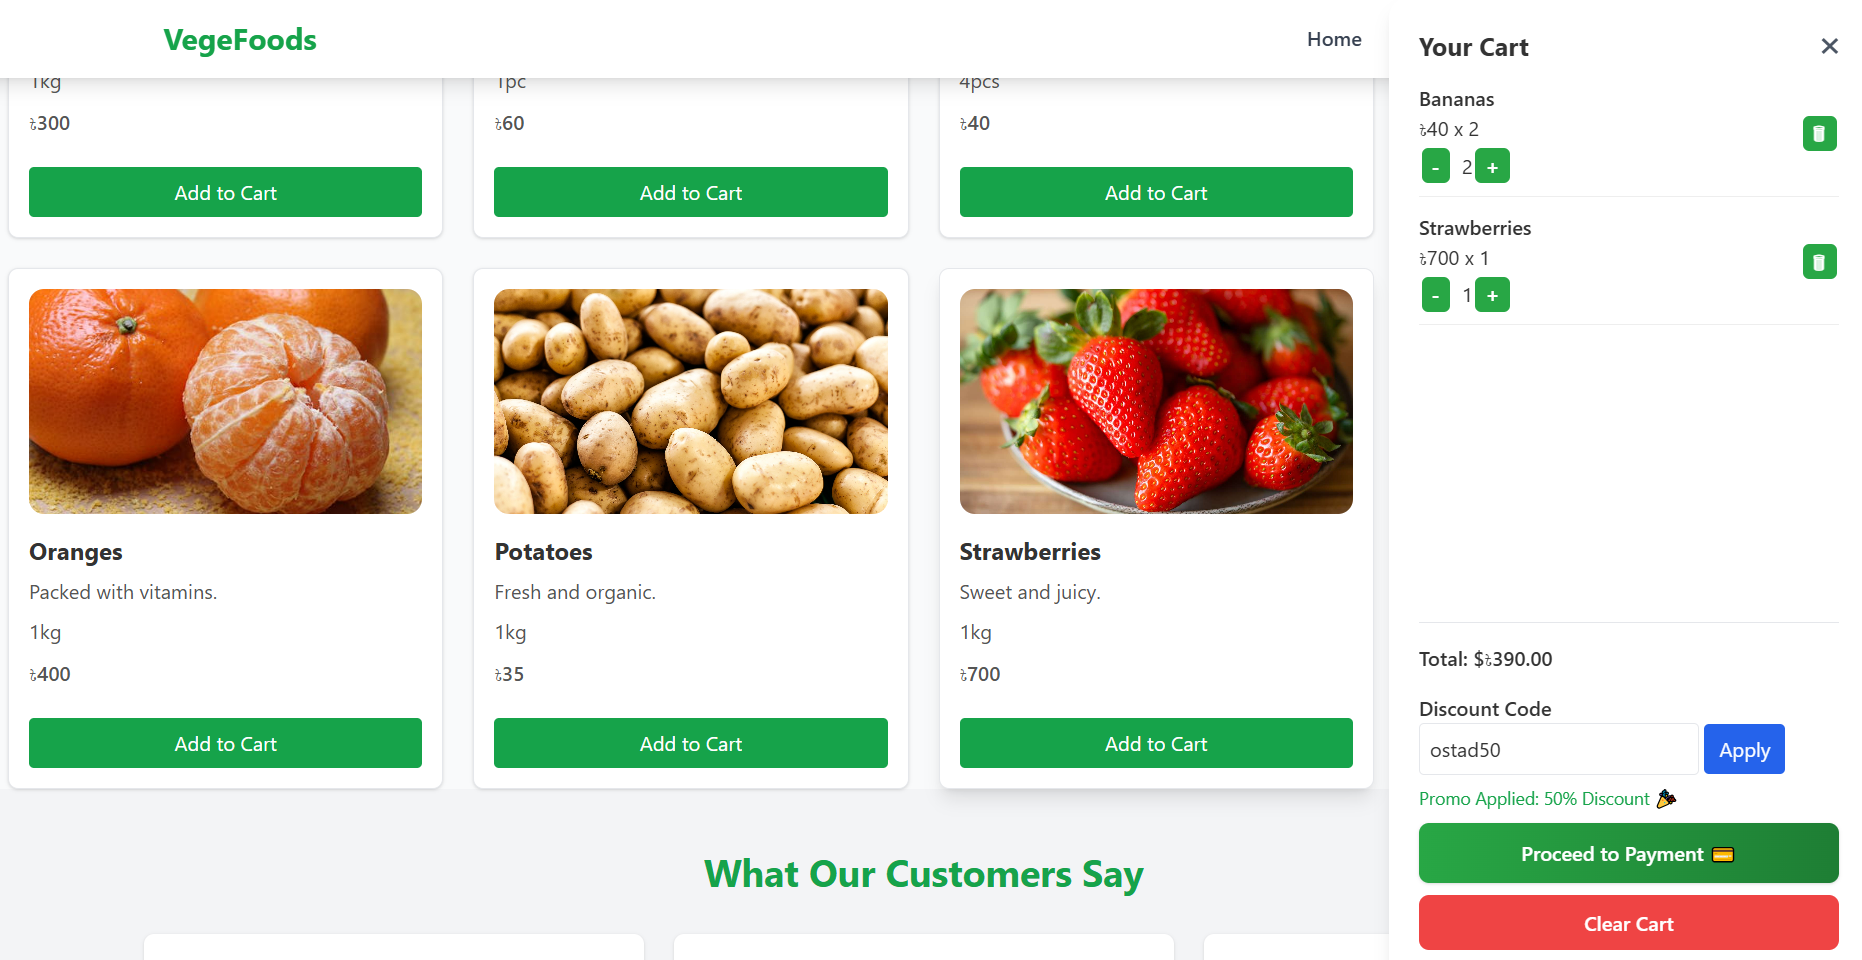 VegeFoods
Home
1kg
1pc
4pcs
৳300
৳60
৳40
Add to Cart
Add to Cart
Add to Cart
Oranges
Packed with vitamins.
1kg
৳400
Add to Cart
Potatoes
Fresh and organic.
1kg
৳35
Add to Cart
Strawberries
Sweet and juicy.
1kg
৳700
Add to Cart
What Our Customers Say
Your Cart
Bananas
৳40 x 2
- 2 +
Strawberries
৳700 x 1
- 1 +
Total: $৳390.00
Discount Code
ostad50
Apply
Promo Applied: 50% Discount 🎉
Proceed to Payment 💳
Clear Cart